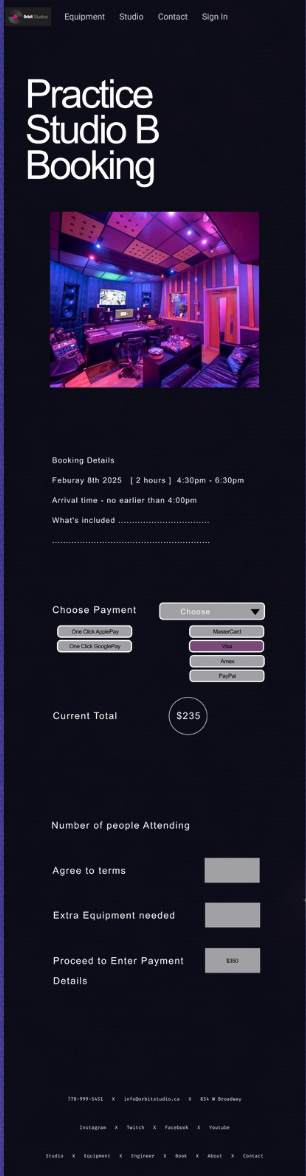 Orbit Studios Equipment Studio Contact Sign In
Practice
Studio B
Booking
Booking Details
Feburay 8th 2025 [ 2 hours ] 4:30pm - 6:30pm
Arrival time - no earlier than 4:00pm
What's included .................................
.........................................................
Choose Payment Choose
One Click ApplePay MasterCard
One Click GooglePay Visa
Amex
PayPal
Current Total $235
Number of people Attending
Agree to terms
Extra Equipment needed
Proceed to Enter Payment $350
Details
778-999-5451 X info@orbitstudio.ca X 854 W Broadway
Instagram X Twitch X Facebook X Youtube
Studio X Equipment X Engineer X Book X About X Contact